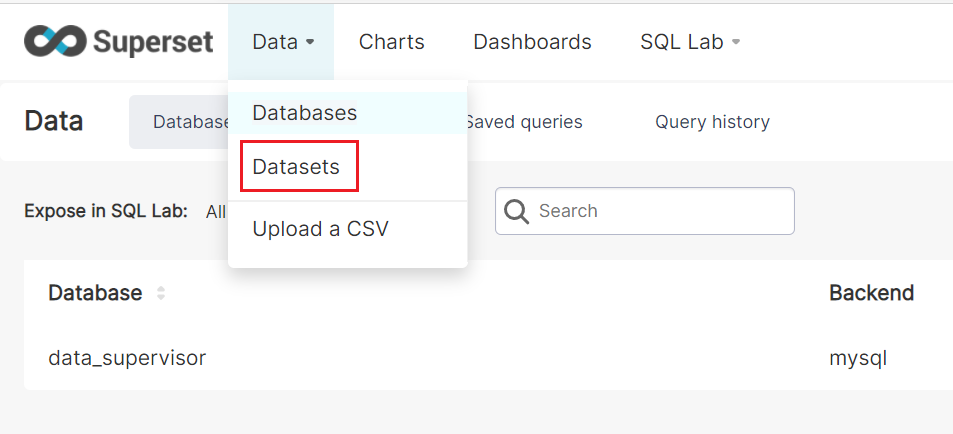 Superset Data Charts Dashboards SQL Lab
Databases
Data Database Saved queries Query history
Datasets
Expose in SQL Lab: All Search
Upload a CSV
Database Backend
data_supervisor mysql